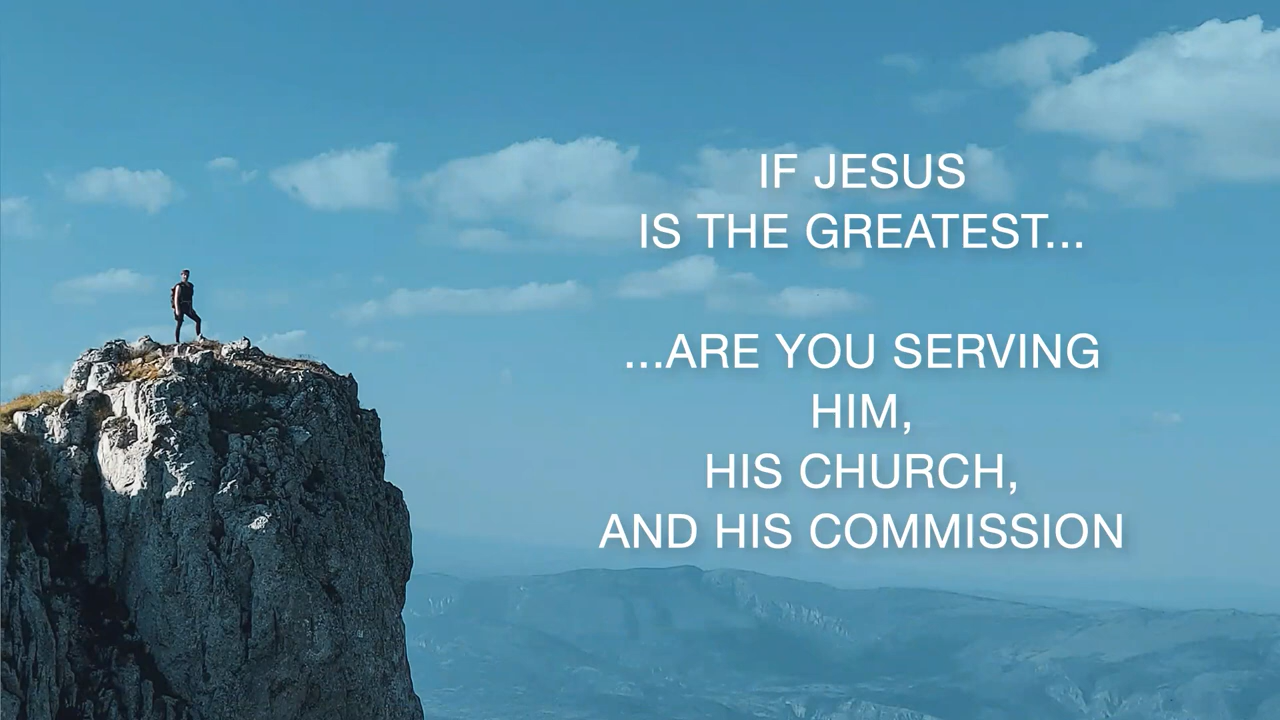 IF JESUS
IS THE GREATEST...
...ARE YOU SERVING
HIM,
HIS CHURCH,
AND HIS COMMISSION